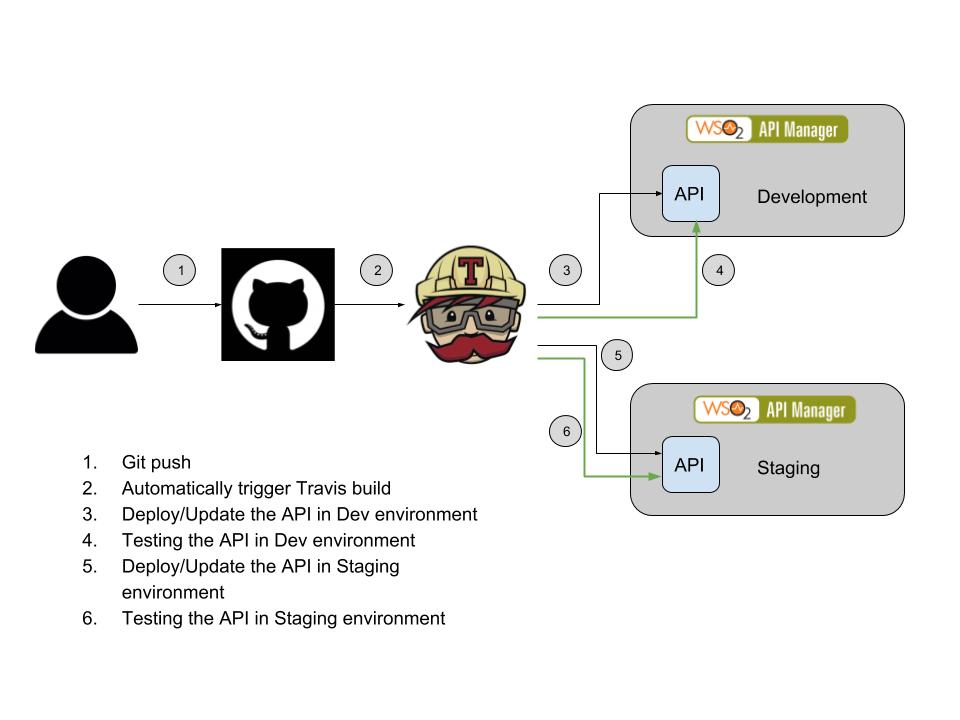 WSO2 API Manager
API
Development
1
2
3
4
T
5
WSO2 API Manager
6
API
Staging
1. Git push
2. Automatically trigger Travis build
3. Deploy/Update the API in Dev environment
4. Testing the API in Dev environment
5. Deploy/Update the API in Staging
environment
6. Testing the API in Staging environment